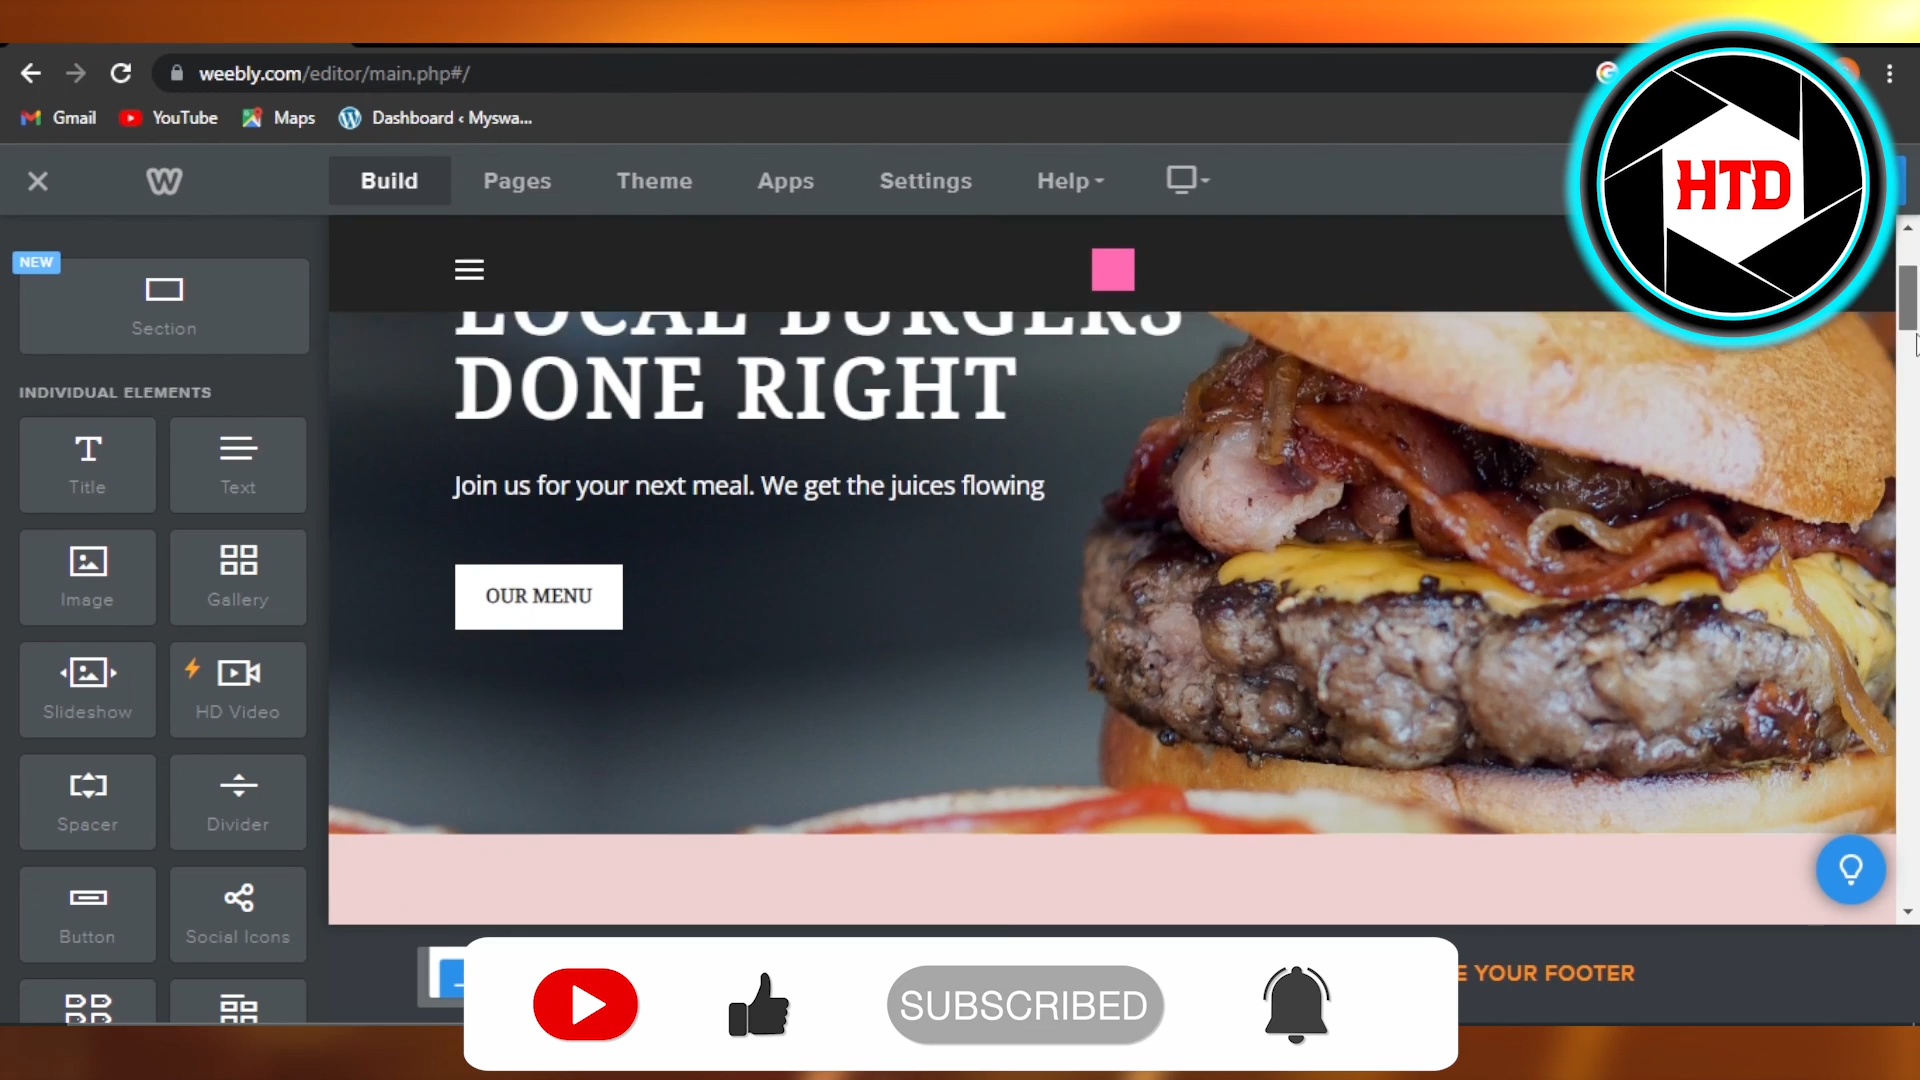 weebly.com/editor/main.php#/
Gmail YouTube Maps Dashboard ‹ Myswa...
Build Pages Theme Apps Settings Help
HTD
NEW
Section
INDIVIDUAL ELEMENTS
Title Text
Image Gallery
Slideshow HD Video
Spacer Divider
Button Social Icons
LOCAL BURGERS
DONE RIGHT
Join us for your next meal. We get the juices flowing
OUR MENU
YOUR FOOTER
SUBSCRIBED